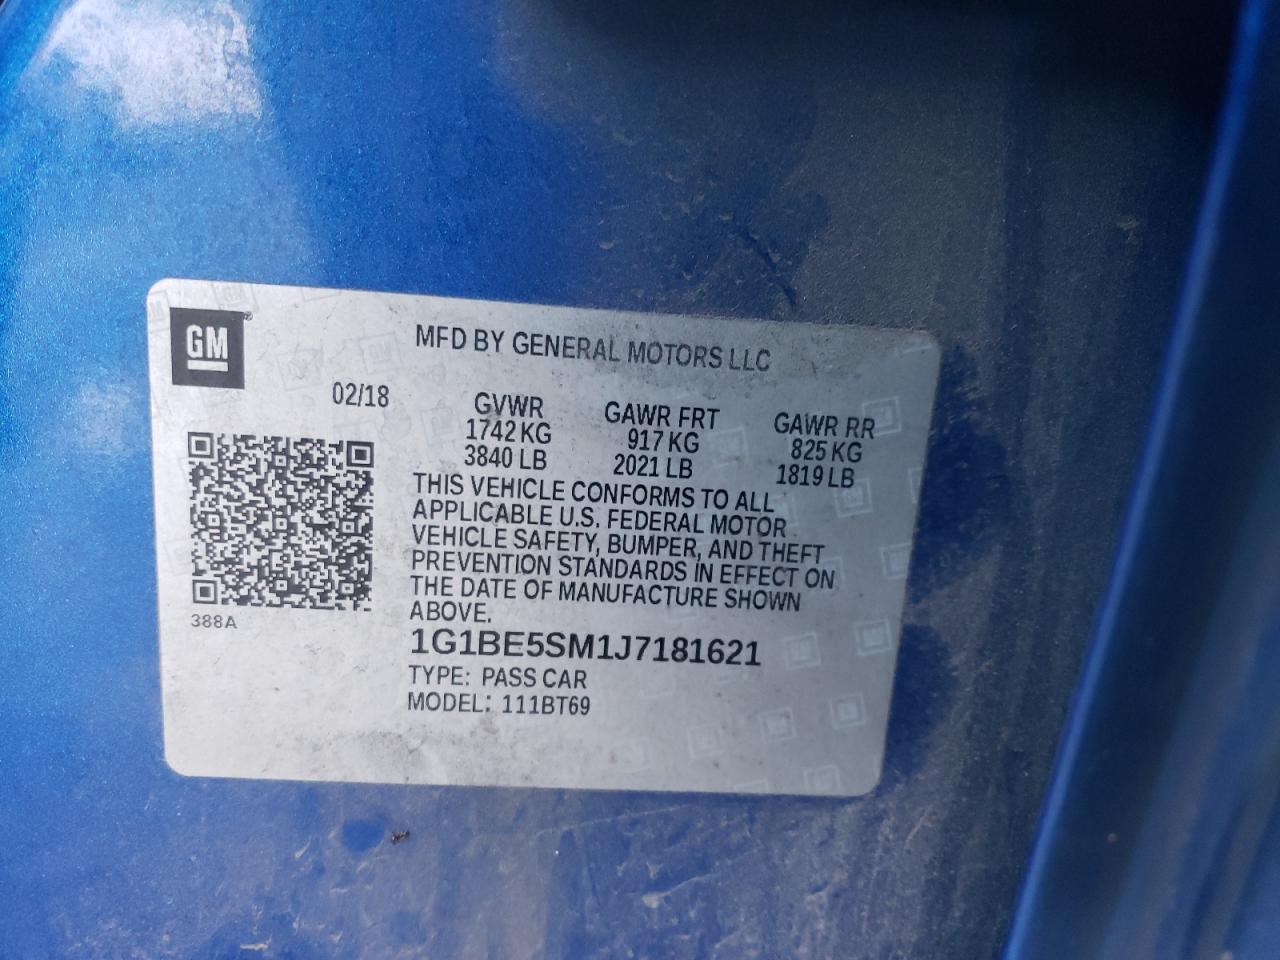 GM
MFD BY GENERAL MOTORS LLC
02/18 GVWR GAWR FRT GAWR RR
1742 KG 917 KG 825 KG
3840 LB 2021 LB 1819 LB
THIS VEHICLE CONFORMS TO ALL
APPLICABLE U.S. FEDERAL MOTOR
VEHICLE SAFETY, BUMPER, AND THEFT
PREVENTION STANDARDS IN EFFECT ON
THE DATE OF MANUFACTURE SHOWN
ABOVE.
388A
1G1BE5SM1J7181621
TYPE: PASS CAR
MODEL: 111BT69